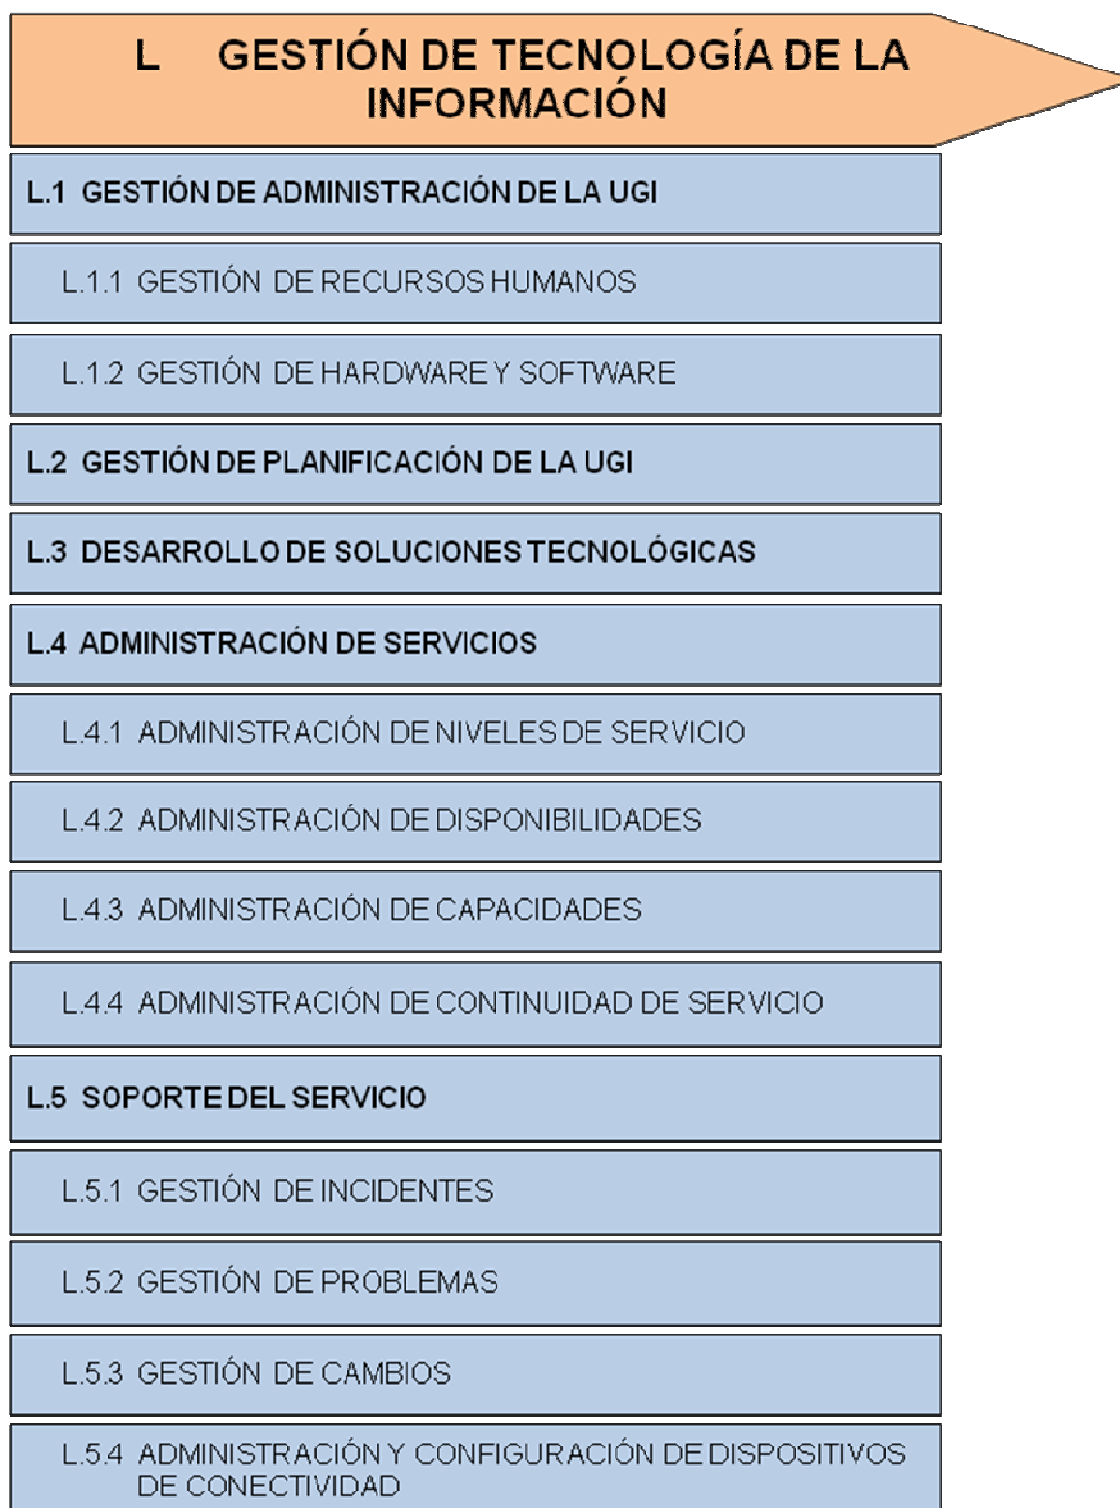 L GESTIÓN DE TECNOLOGÍA DE LA
INFORMACIÓN
L.1 GESTIÓN DE ADMINISTRACIÓN DE LA UGI
L.1.1 GESTIÓN DE RECURSOS HUMANOS
L.1.2 GESTIÓN DE HARDWARE Y SOFTWARE
L.2 GESTIÓN DE PLANIFICACIÓN DE LA UGI
L.3 DESARROLLO DE SOLUCIONES TECNOLÓGICAS
L.4 ADMINISTRACIÓN DE SERVICIOS
L.4.1 ADMINISTRACIÓN DE NIVELES DE SERVICIO
L.4.2 ADMINISTRACIÓN DE DISPONIBILIDADES
L.4.3 ADMINISTRACIÓN DE CAPACIDADES
L.4.4 ADMINISTRACIÓN DE CONTINUIDAD DE SERVICIO
L.5 SOPORTE DEL SERVICIO
L.5.1 GESTIÓN DE INCIDENTES
L.5.2 GESTIÓN DE PROBLEMAS
L.5.3 GESTIÓN DE CAMBIOS
L.5.4 ADMINISTRACIÓN Y CONFIGURACIÓN DE DISPOSITIVOS
DE CONECTIVIDAD